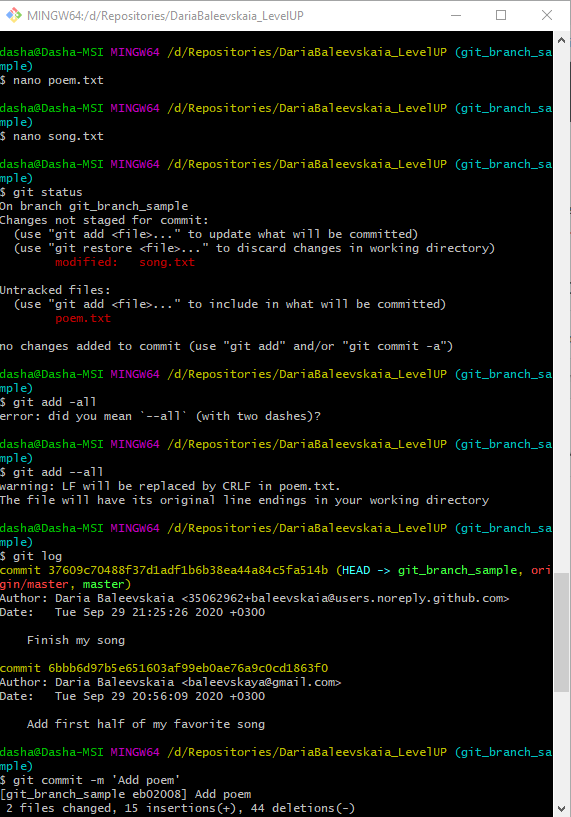 MINGW64:/d/Repositories/DariaBaleevskaia_LevelUP
dasha@Dasha-MSI MINGW64 /d/Repositories/DariaBaleevskaia_LevelUP (git_branch_sa
mple)
$ nano poem.txt
dasha@Dasha-MSI MINGW64 /d/Repositories/DariaBaleevskaia_LevelUP (git_branch_sa
mple)
$ nano song.txt
dasha@Dasha-MSI MINGW64 /d/Repositories/DariaBaleevskaia_LevelUP (git_branch_sa
mple)
$ git status
On branch git_branch_sample
Changes not staged for commit:
  (use "git add <file>..." to update what will be committed)
  (use "git restore <file>..." to discard changes in working directory)
        modified:   song.txt
Untracked files:
  (use "git add <file>..." to include in what will be committed)
        poem.txt
no changes added to commit (use "git add" and/or "git commit -a")
dasha@Dasha-MSI MINGW64 /d/Repositories/DariaBaleevskaia_LevelUP (git_branch_sa
mple)
$ git add -all
error: did you mean `--all` (with two dashes)?
dasha@Dasha-MSI MINGW64 /d/Repositories/DariaBaleevskaia_LevelUP (git_branch_sa
mple)
$ git add --all
warning: LF will be replaced by CRLF in poem.txt.
The file will have its original line endings in your working directory
dasha@Dasha-MSI MINGW64 /d/Repositories/DariaBaleevskaia_LevelUP (git_branch_sa
mple)
$ git log
commit 37609c70488f37d1adf1b6b38ea44a84c5fa514b (HEAD -> git_branch_sample, ori
gin/master, master)
Author: Daria Baleevskaia <35062962+baleevskaia@users.noreply.github.com>
Date:   Tue Sep 29 21:25:26 2020 +0300
    Finish my song
commit 6bbb6d97b5e651603af99eb0ae76a9c0cd1863f0
Author: Daria Baleevskaia <baleevskaya@gmail.com>
Date:   Tue Sep 29 20:56:09 2020 +0300
    Add first half of my favorite song
dasha@Dasha-MSI MINGW64 /d/Repositories/DariaBaleevskaia_LevelUP (git_branch_sa
mple)
$ git commit -m 'Add poem'
[git_branch_sample eb02008] Add poem
 2 files changed, 15 insertions(+), 44 deletions(-)